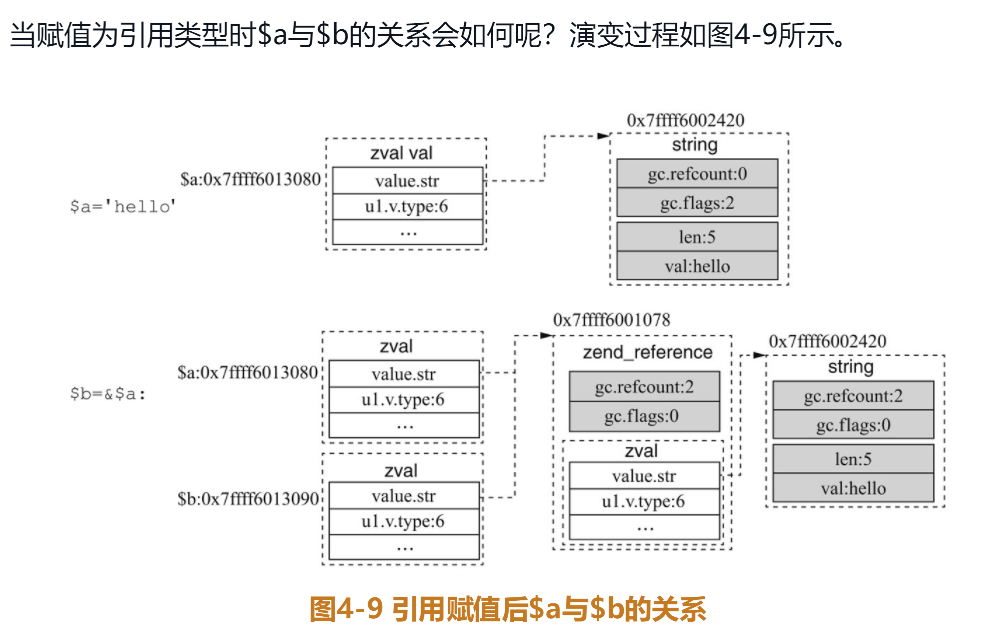 当赋值为引用类型时$a与$b的关系会如何呢？演变过程如图4-9所示。
0x7ffff6002420
zval val
string
$a:0x7ffff6013080
value.str
gc.refcount:0
$a='hello'
u1.v.type:6
gc.flags:2
...
len:5
val:hello
0x7ffff6001078
zval
zend_reference
0x7ffff6002420
$a:0x7ffff6013080
value.str
string
$b=&$a:
u1.v.type:6
gc.refcount:2
gc.refcount:2
...
gc.flags:0
gc.flags:0
zval
zval
len:5
$b:0x7ffff6013090
value.str
value.str
val:hello
u1.v.type:6
u1.v.type:6
...
...
图4-9 引用赋值后$a与$b的关系